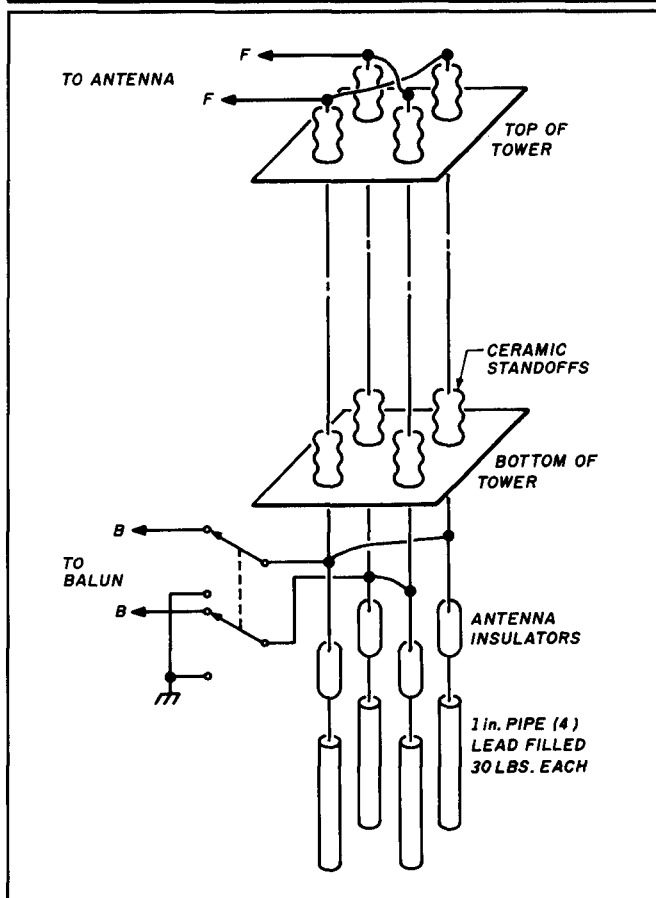 F
TO ANTENNA
F
TOP OF
TOWER
CERAMIC
STANDOFFS
BOTTOM OF
TOWER
B
TO
BALUN
B
ANTENNA
INSULATORS
1 in. PIPE (4)
LEAD FILLED
30 LBS. EACH